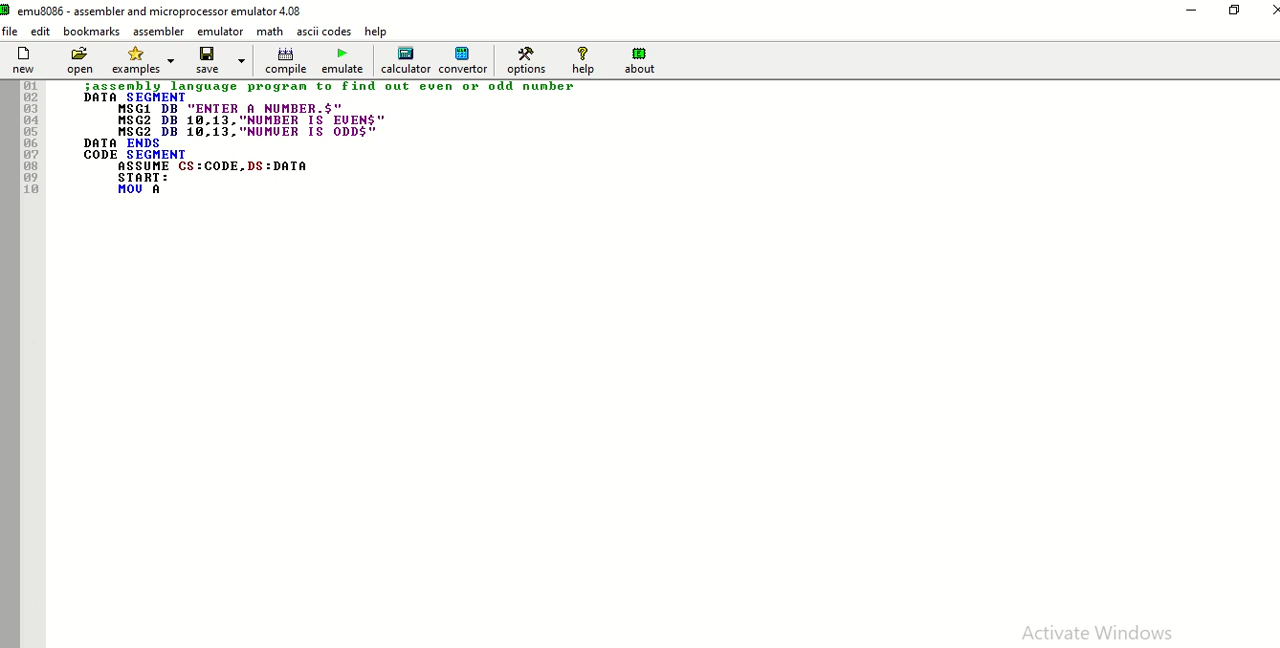 emu8086 - assembler and microprocessor emulator 4.08
file edit bookmarks assembler emulator math ascii codes help
new open examples save compile emulate calculator convertor options help about
01 ;assembly language program to find out even or odd number
02 DATA SEGMENT
03 MSG1 DB "ENTER A NUMBER.$"
04 MSG2 DB 10,13,"NUMBER IS EVEN$"
05 MSG2 DB 10,13,"NUMVER IS ODD$"
06 DATA ENDS
07 CODE SEGMENT
08 ASSUME CS:CODE,DS:DATA
09 START:
10 MOV A
Activate Windows